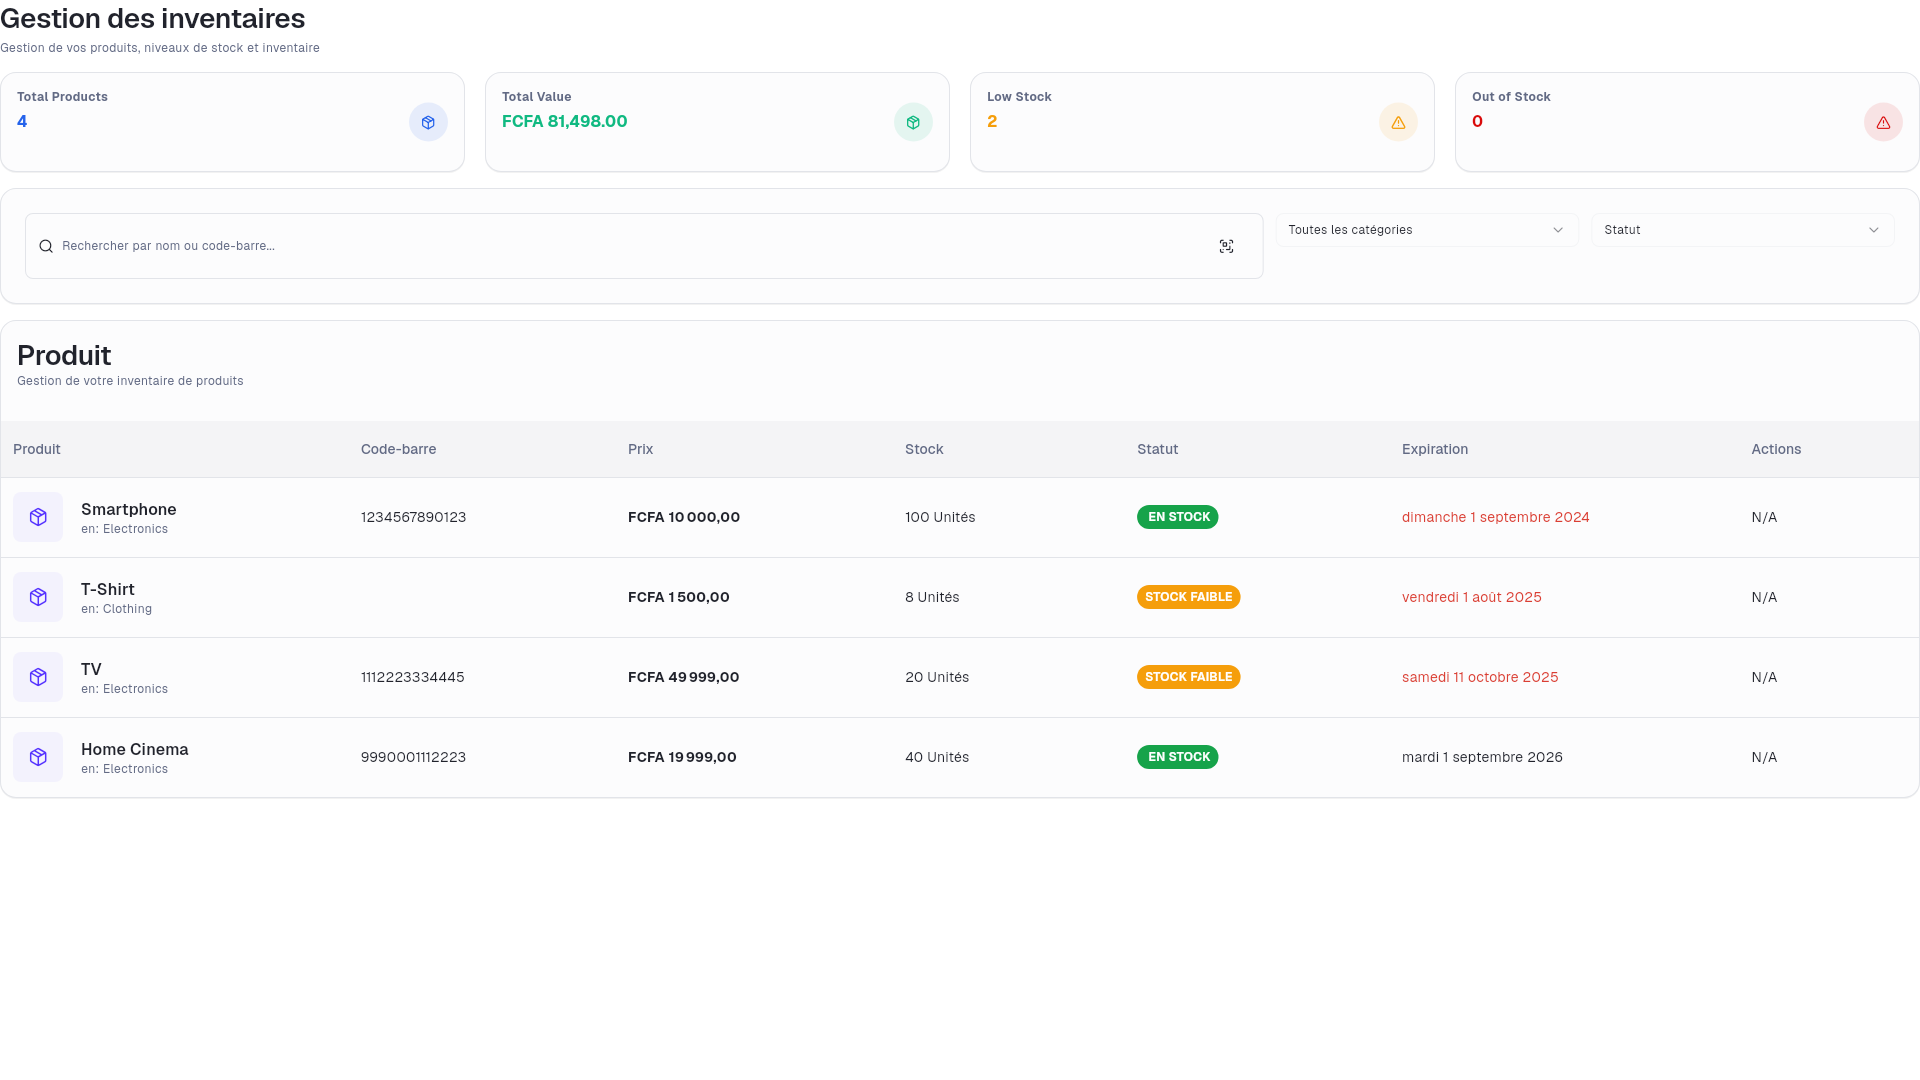 Gestion des inventaires
Gestion de vos produits, niveaux de stock et inventaire
Total Products
4
Total Value
FCFA 81,498.00
Low Stock
2
Out of Stock
0
Rechercher par nom ou code-barre...
Toutes les catégories
Statut
Produit
Gestion de votre inventaire de produits
Produit Code-barre Prix Stock Statut Expiration Actions
Smartphone
en: Electronics
1234567890123 FCFA 10 000,00 100 Unités EN STOCK dimanche 1 septembre 2024 N/A
T-Shirt
en: Clothing
FCFA 1 500,00 8 Unités STOCK FAIBLE vendredi 1 août 2025 N/A
TV
en: Electronics
1112223334445 FCFA 49 999,00 20 Unités STOCK FAIBLE samedi 11 octobre 2025 N/A
Home Cinema
en: Electronics
9990001112223 FCFA 19 999,00 40 Unités EN STOCK mardi 1 septembre 2026 N/A